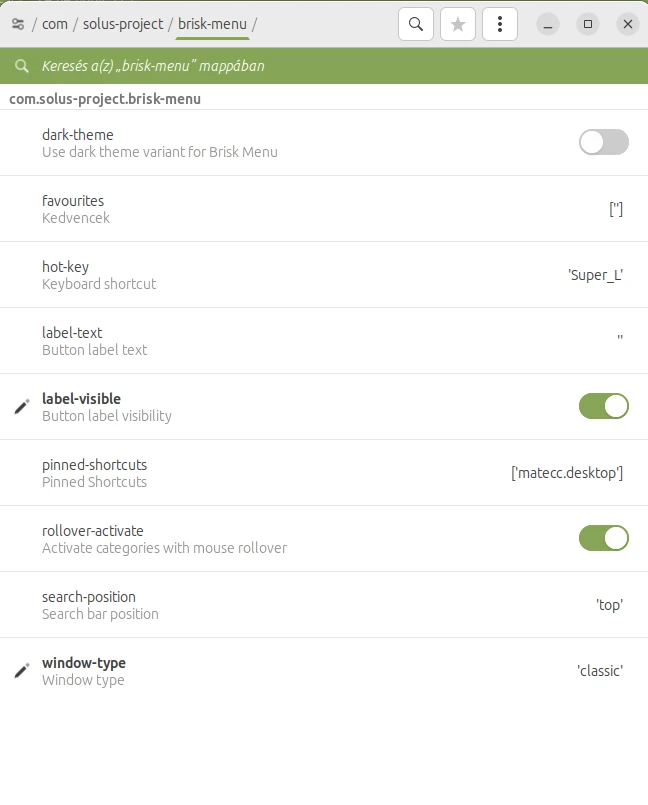 / com / solus-project / brisk-menu /
Keresés a(z) „brisk-menu” mappában
com.solus-project.brisk-menu
dark-theme
Use dark theme variant for Brisk Menu
favourites
Kedvencek
['']
hot-key
Keyboard shortcut
'Super_L'
label-text
Button label text
''
label-visible
Button label visibility
pinned-shortcuts
Pinned Shortcuts
['matecc.desktop']
rollover-activate
Activate categories with mouse rollover
search-position
Search bar position
'top'
window-type
Window type
'classic'